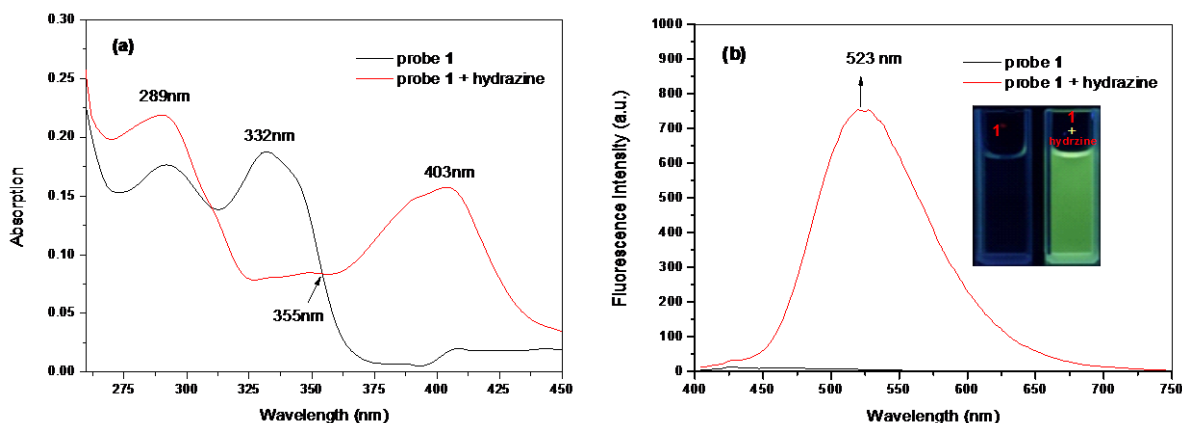 (a)
probe 1
probe 1 + hydrazine
289nm
332nm
403nm
355nm
0.30
0.25
0.20
0.15
0.10
0.05
0.00
Absorption
275
300
325
350
375
400
425
450
Wavelength (nm)
(b)
523 nm
probe 1
probe 1 + hydrazine
1
1
+
hydrzine
1000
900
800
700
600
500
400
300
200
100
0
Fluorescence Intensity (a.u.)
400
450
500
550
600
650
700
750
Wavelength (nm)